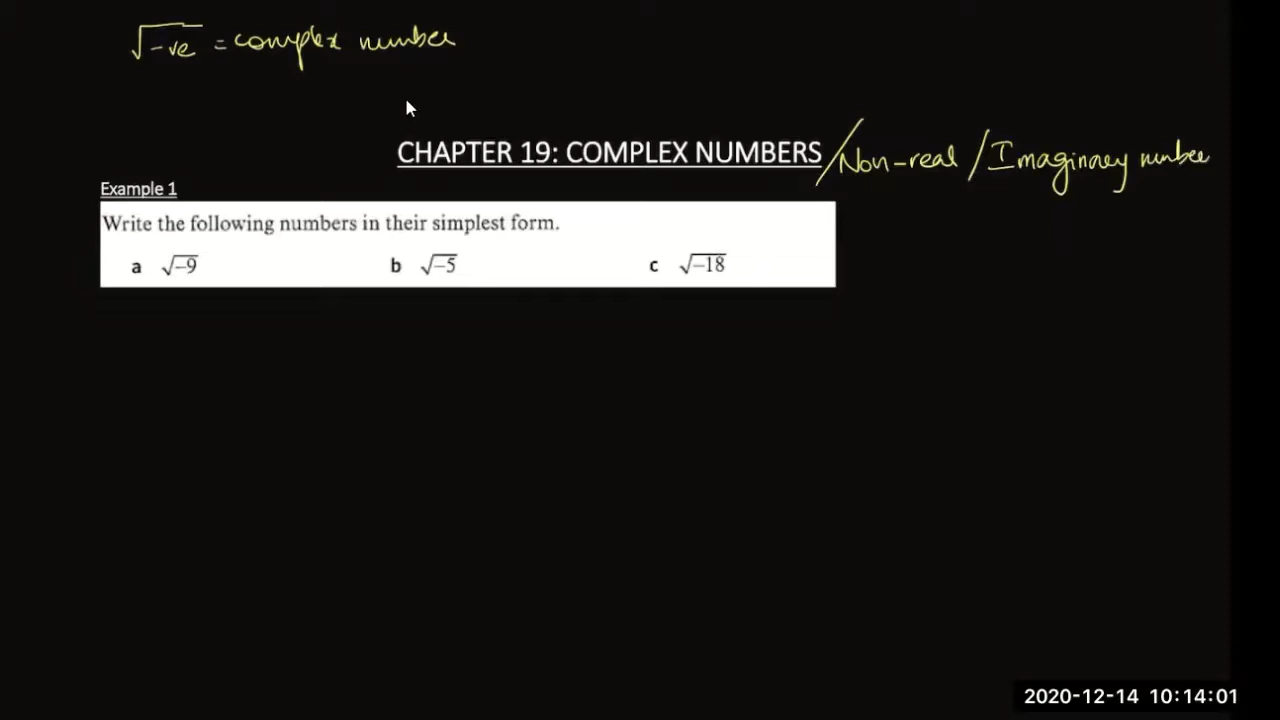 √-ve = complex number
CHAPTER 19: COMPLEX NUMBERS / Non-real / Imaginary number
Example 1
Write the following numbers in their simplest form.
a √-9 b √-5 c √-18
2020-12-14 10:14:01